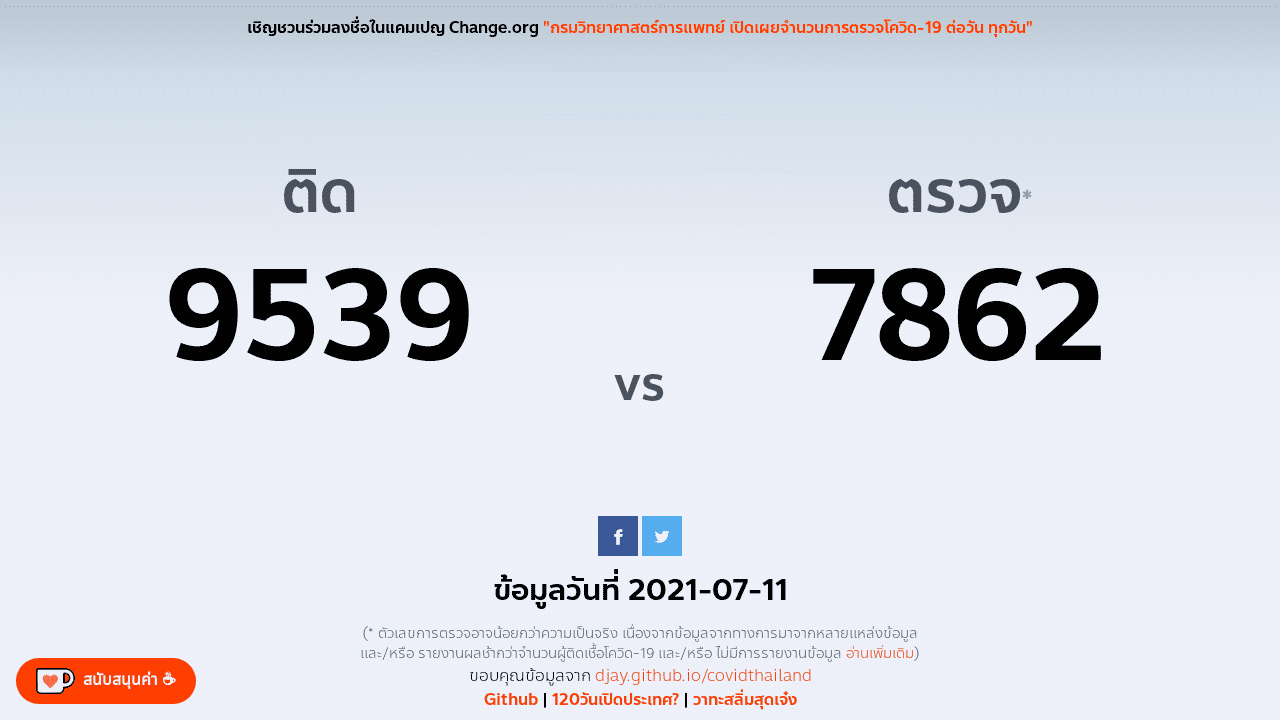 เชิญชวนร่วมลงชื่อในแคมเปญ Change.org "กรมวิทยาศาสตร์การแพทย์ เปิดเผยจำนวนการตรวจโควิด-19 ต่อวัน ทุกวัน"
ติด
9539
vs
ตรวจ*
7862
ข้อมูลวันที่ 2021-07-11
(* ตัวเลขการตรวจอาจน้อยกว่าความเป็นจริง เนื่องจากข้อมูลจากทางการมาจากหลายแหล่งข้อมูล
และ/หรือ รายงานผลช้ากว่าจำนวนผู้ติดเชื้อโควิด-19 และ/หรือ ไม่มีการรายงานข้อมูล อ่านเพิ่มเติม)
ขอบคุณข้อมูลจาก djay.github.io/covidthailand
Github | 120วันเปิดประเทศ? | วาทะสลิ่มสุดเจ๋ง
สนับสนุนค่า ☕